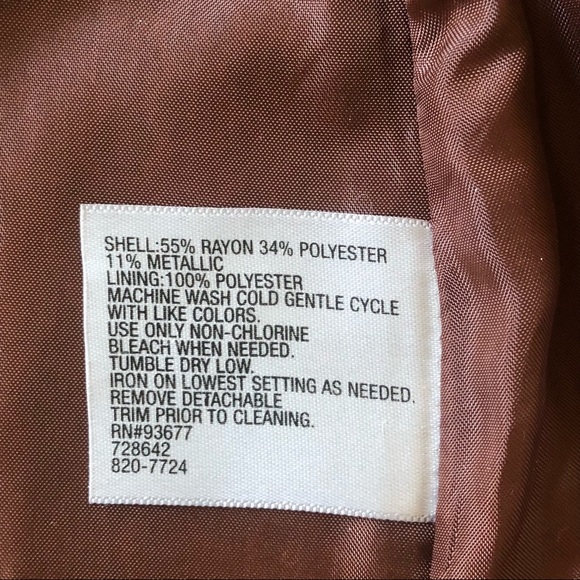 SHELL:55% RAYON 34% POLYESTER
11% METALLIC
LINING:100% POLYESTER
MACHINE WASH COLD GENTLE CYCLE
WITH LIKE COLORS.
USE ONLY NON-CHLORINE
BLEACH WHEN NEEDED.
TUMBLE DRY LOW.
IRON ON LOWEST SETTING AS NEEDED.
REMOVE DETACHABLE
TRIM PRIOR TO CLEANING.
RN#93677
728642
820-7724